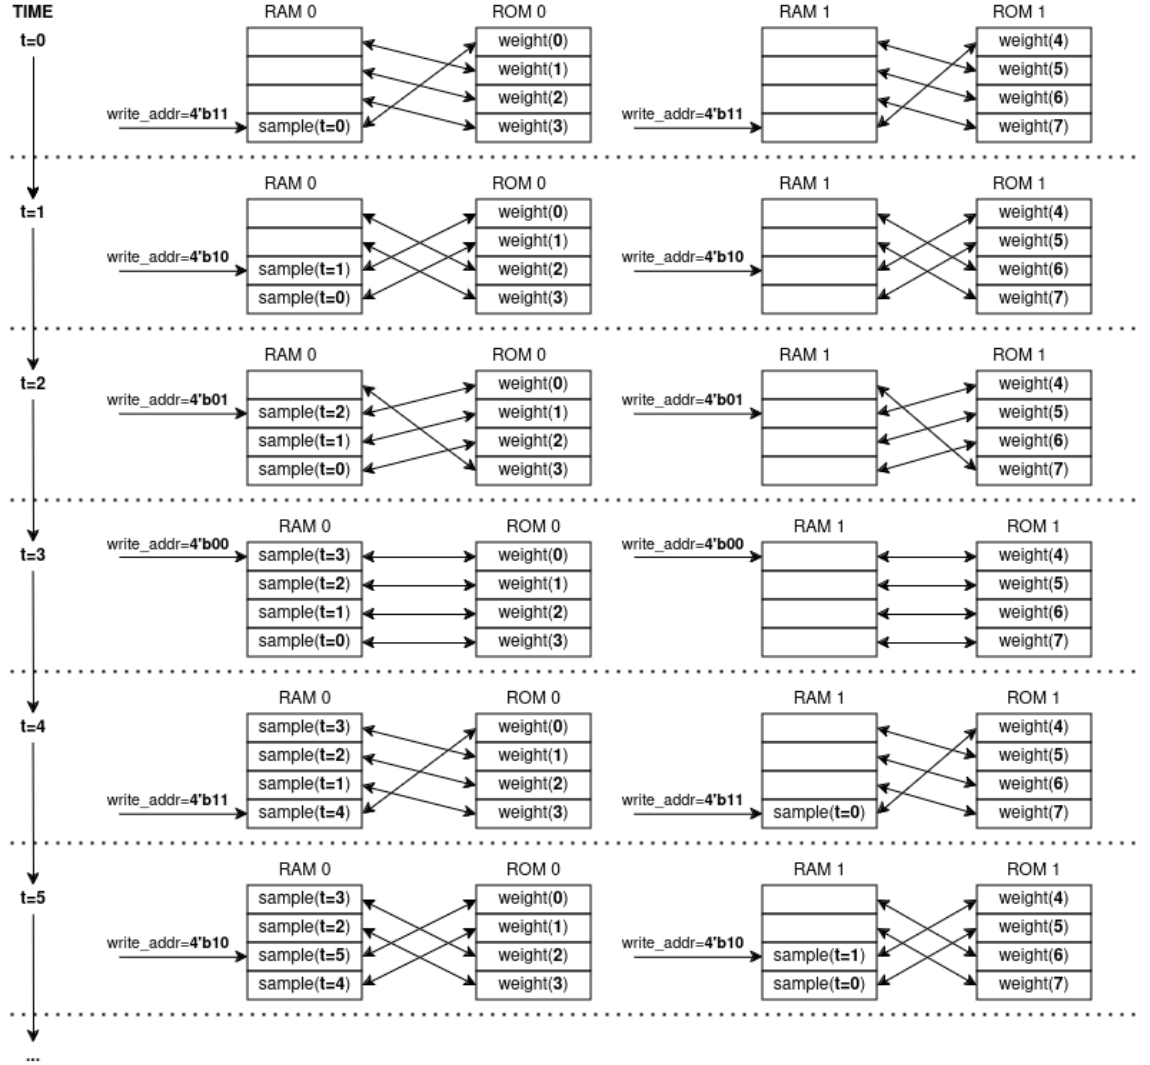 TIME RAM 0 ROM 0 RAM 1 ROM 1
t=0 weight(0) weight(4)
weight(1) weight(5)
weight(2) weight(6)
write_addr=4'b11 write_addr=4'b11
sample(t=0) weight(3) weight(7)
RAM 0 ROM 0 RAM 1 ROM 1
t=1 weight(0) weight(4)
weight(1) weight(5)
write_addr=4'b10 write_addr=4'b10
sample(t=1) weight(2) weight(6)
sample(t=0) weight(3) weight(7)
RAM 0 ROM 0 RAM 1 ROM 1
t=2 weight(0) weight(4)
write_addr=4'b01 write_addr=4'b01
sample(t=2) weight(1) weight(5)
sample(t=1) weight(2) weight(6)
sample(t=0) weight(3) weight(7)
RAM 0 ROM 0 RAM 1 ROM 1
write_addr=4'b00 write_addr=4'b00
t=3 sample(t=3) weight(0) weight(4)
sample(t=2) weight(1) weight(5)
sample(t=1) weight(2) weight(6)
sample(t=0) weight(3) weight(7)
RAM 0 ROM 0 RAM 1 ROM 1
t=4 sample(t=3) weight(0) weight(4)
sample(t=2) weight(1) weight(5)
sample(t=1) weight(2) weight(6)
write_addr=4'b11 write_addr=4'b11
sample(t=4) weight(3) sample(t=0) weight(7)
RAM 0 ROM 0 RAM 1 ROM 1
t=5 sample(t=3) weight(0) weight(4)
sample(t=2) weight(1) weight(5)
write_addr=4'b10 write_addr=4'b10
sample(t=5) weight(2) sample(t=1) weight(6)
sample(t=4) weight(3) sample(t=0) weight(7)
...